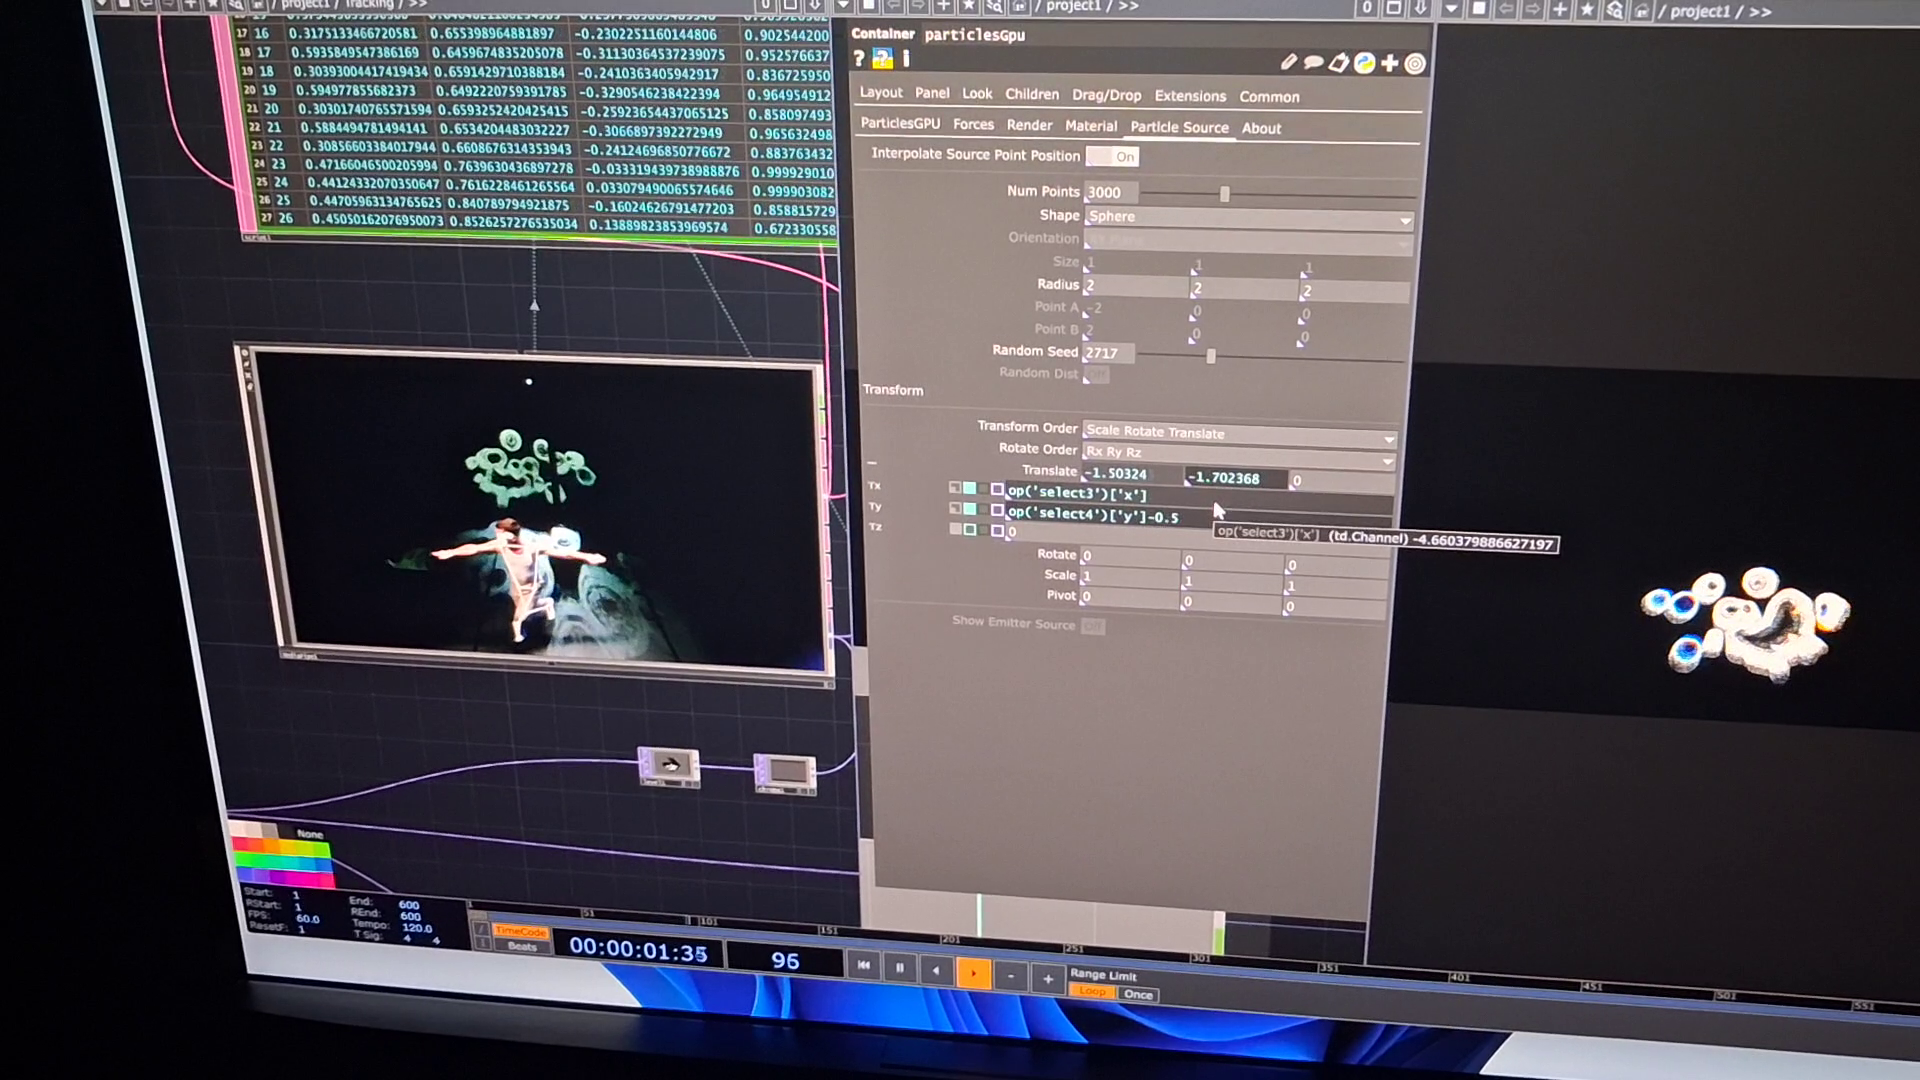 / project1 / Tracking / >>
/ project1 / >>
/ project1 / >>
17 16 0.3175133466720581 0.655398964881897 -0.2302251160144806 0.902544200
18 17 0.5935849547386169 0.6459674835205078 -0.31130364537239075 0.952576637
19 18 0.30393004417419434 0.6591429710388184 -0.2410363405942917 0.836725950
20 19 0.594977855682373 0.6492220759391785 -0.3290546238422394 0.964954912
21 20 0.30301740765571594 0.6593252420425415 -0.25923654437065125 0.858097493
22 21 0.5884494781494141 0.6534204483032227 -0.3066897392272949 0.965632498
23 22 0.30856603384017944 0.6608676314353943 -0.24124696850776672 0.883763432
24 23 0.47166046500205994 0.7639630436897278 -0.033319439738988876 0.999929010
25 24 0.44124332070350647 0.7616228461265564 0.033079490065574646 0.999903082
26 25 0.44705963134765625 0.840789794921875 -0.16024626791477203 0.858815729
27 26 0.45050162076950073 0.8526257276535034 0.13889823853969574 0.672330558
script1
Container particlesGpu
? ? i
Layout Panel Look Children Drag/Drop Extensions Common
ParticlesGPU Forces Render Material Particle Source About
Interpolate Source Point Position On
Num Points 3000
Shape Sphere
Orientation
Size 1 1 1
Radius 2 2 2
Point A -2 0 0
Point B 2 0 0
Random Seed 2717
Random Dist Off
Transform
Transform Order Scale Rotate Translate
Rotate Order Rx Ry Rz
Translate -1.50324 -1.702368 0
Tx op('select3')['x']
Ty op('select4')['y']-0.5
Tz 0
op('select3')['x'] (td.Channel) -4.660379886627197
Rotate 0 0 0
Scale 1 1 1
Pivot 0 0 0
Show Emitter Source Off
None
Start: 1 End: 600
RStart: 1 REnd: 600
FPS: 60.0 Tempo: 120.0
ResetF: 1 T Sig: 4 4
1 51 101 151 201 251 301 351 401 451 501 551
TimeCode
Beats
00:00:01:35
96
- +
Range Limit
Loop Once